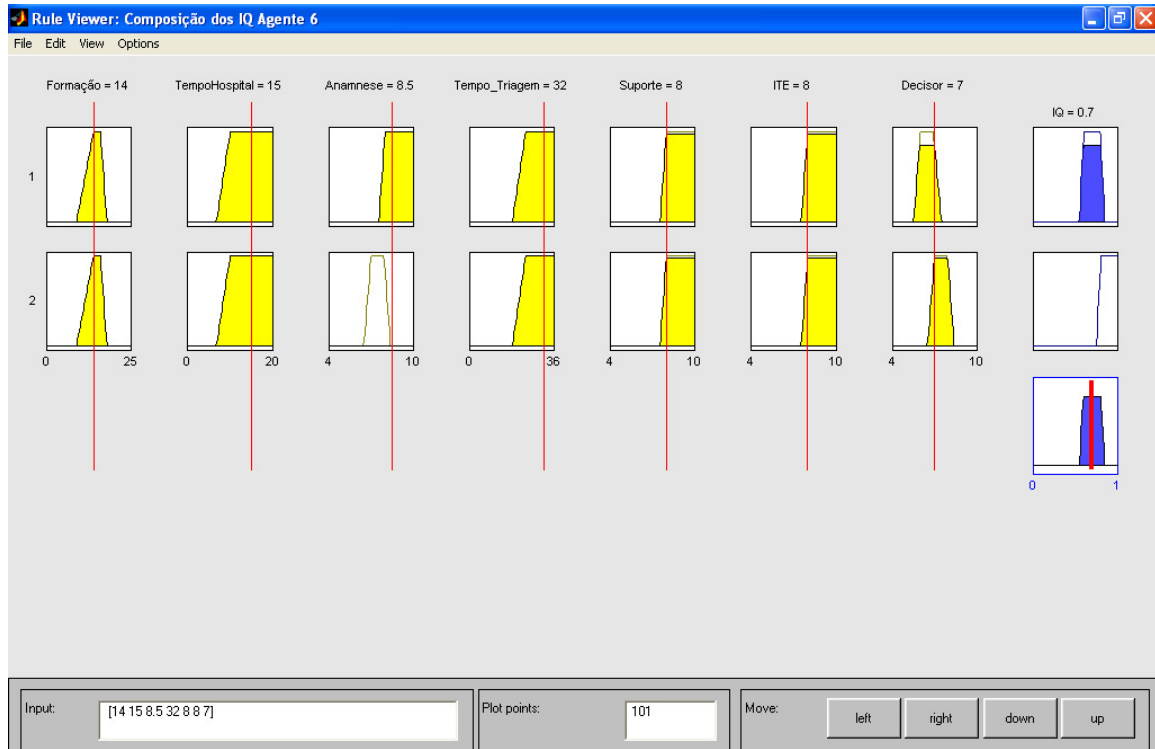 Rule Viewer: Composição dos IQ Agente 6
File Edit View Options
Formação = 14 TempoHospital = 15 Anamnese = 8.5 Tempo_Triagem = 32 Suporte = 8 ITE = 8 Decisor = 7
IQ = 0.7
1
2
0 25 0 20 4 10 0 36 4 10 4 10 4 10
0 1
Input: [14 15 8.5 32 8 8 7] Plot points: 101 Move: left right down up